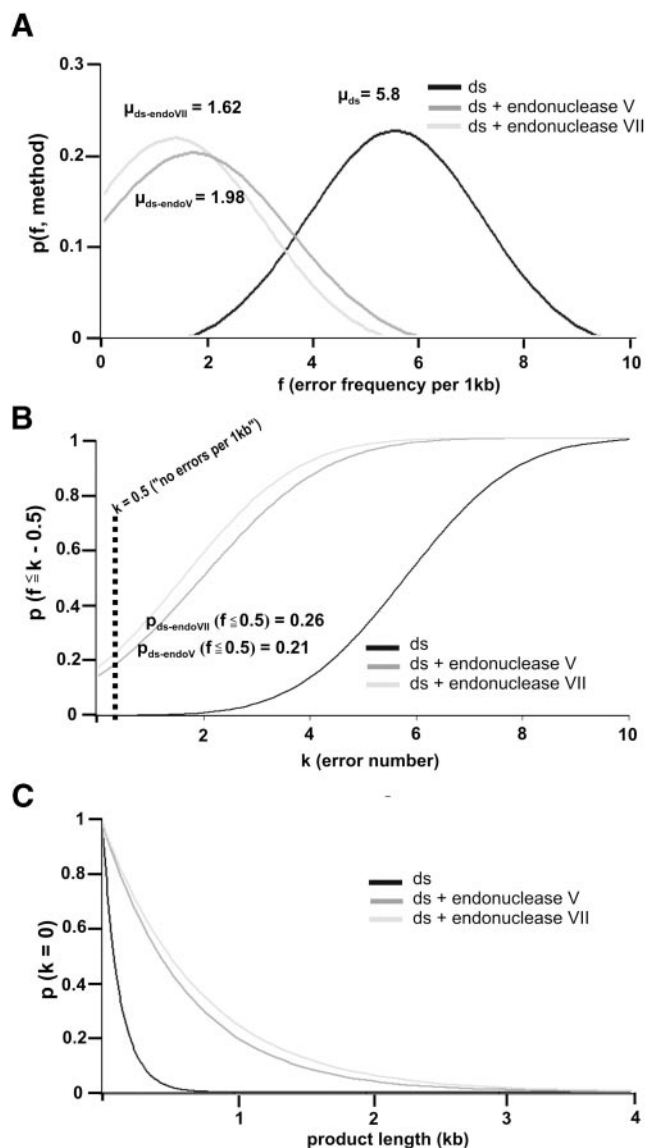 A
0.3
0.2
0.1
0
p(f, method)
μds-endoVII = 1.62
μds = 5.8
μds-endoV = 1.98
ds
ds + endonuclease V
ds + endonuclease VII
0 2 4 6 8 10
f (error frequency per 1kb)
B
1
0.8
0.6
0.4
0.2
0
p (f ≦ k - 0.5)
k = 0.5 ("no errors per 1kb")
pds-endoVII (f ≦ 0.5) = 0.26
pds-endoV (f ≦ 0.5) = 0.21
ds
ds + endonuclease V
ds + endonuclease VII
2 4 6 8 10
k (error number)
C
1
0.8
0.6
0.4
0.2
0
p (k = 0)
ds
ds + endonuclease V
ds + endonuclease VII
1 2 3 4
product length (kb)